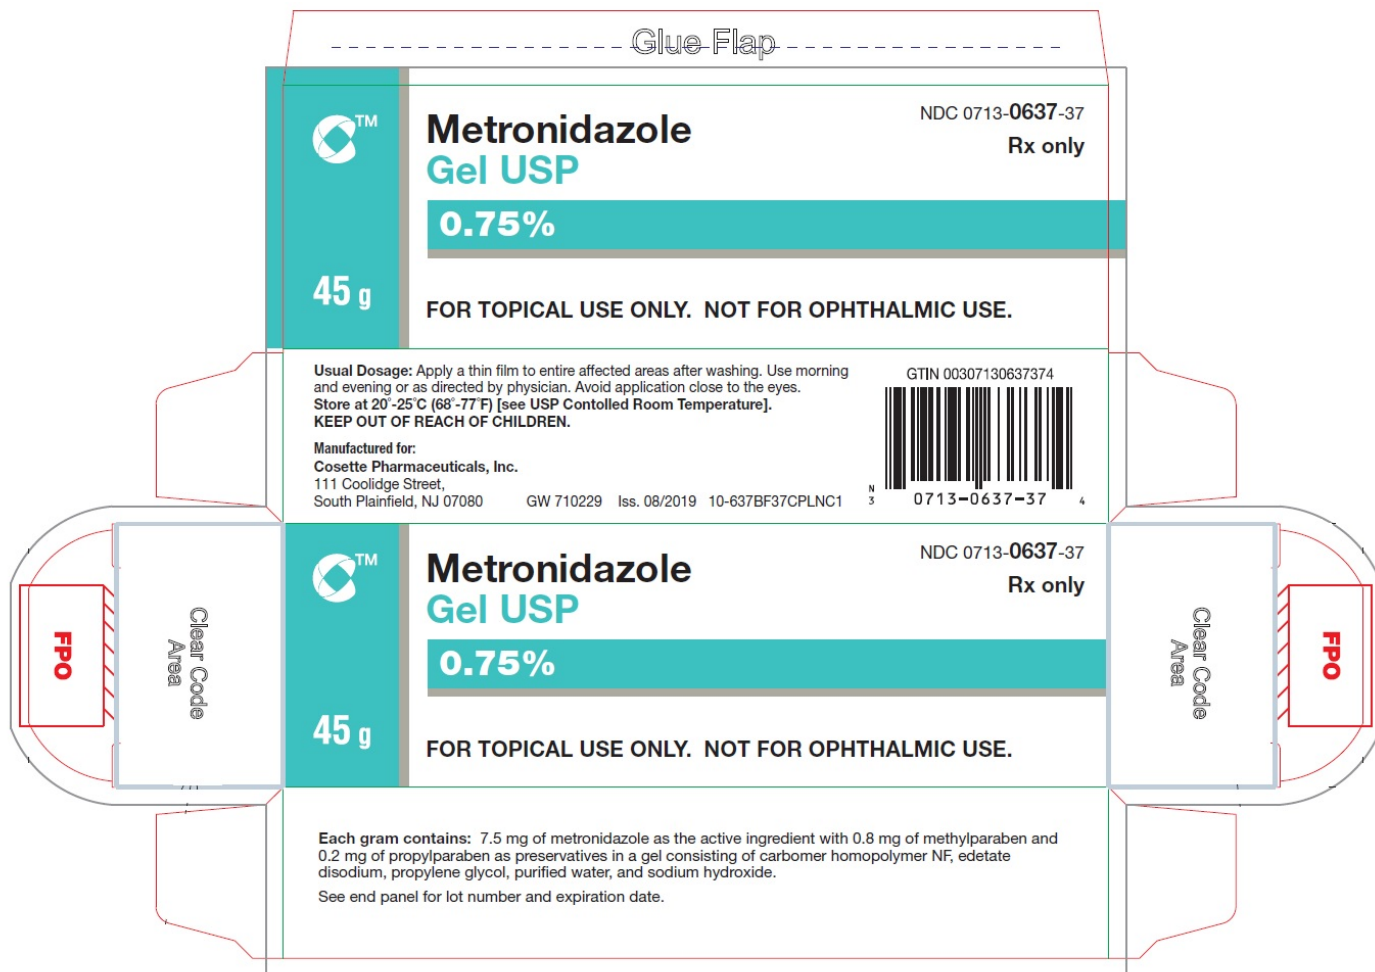 Glue Flap
TM
Metronidazole
Gel USP
NDC 0713-0637-37
Rx only
0.75%
45 g
FOR TOPICAL USE ONLY.  NOT FOR OPHTHALMIC USE.
Usual Dosage: Apply a thin film to entire affected areas after washing. Use morning
and evening or as directed by physician. Avoid application close to the eyes.
Store at 20°-25°C (68°-77°F) [see USP Contolled Room Temperature].
KEEP OUT OF REACH OF CHILDREN.
Manufactured for:
Cosette Pharmaceuticals, Inc.
111 Coolidge Street,
South Plainfield, NJ 07080 GW 710229 Iss. 08/2019 10-637BF37CPLNC1
GTIN 00307130637374
N
3 0713-0637-37 4
TM
Metronidazole
Gel USP
NDC 0713-0637-37
Rx only
0.75%
45 g
FOR TOPICAL USE ONLY.  NOT FOR OPHTHALMIC USE.
FPO
Clear Code
Area
Clear Code
Area
FPO
Each gram contains:  7.5 mg of metronidazole as the active ingredient with 0.8 mg of methylparaben and
0.2 mg of propylparaben as preservatives in a gel consisting of carbomer homopolymer NF, edetate
disodium, propylene glycol, purified water, and sodium hydroxide.
See end panel for lot number and expiration date.